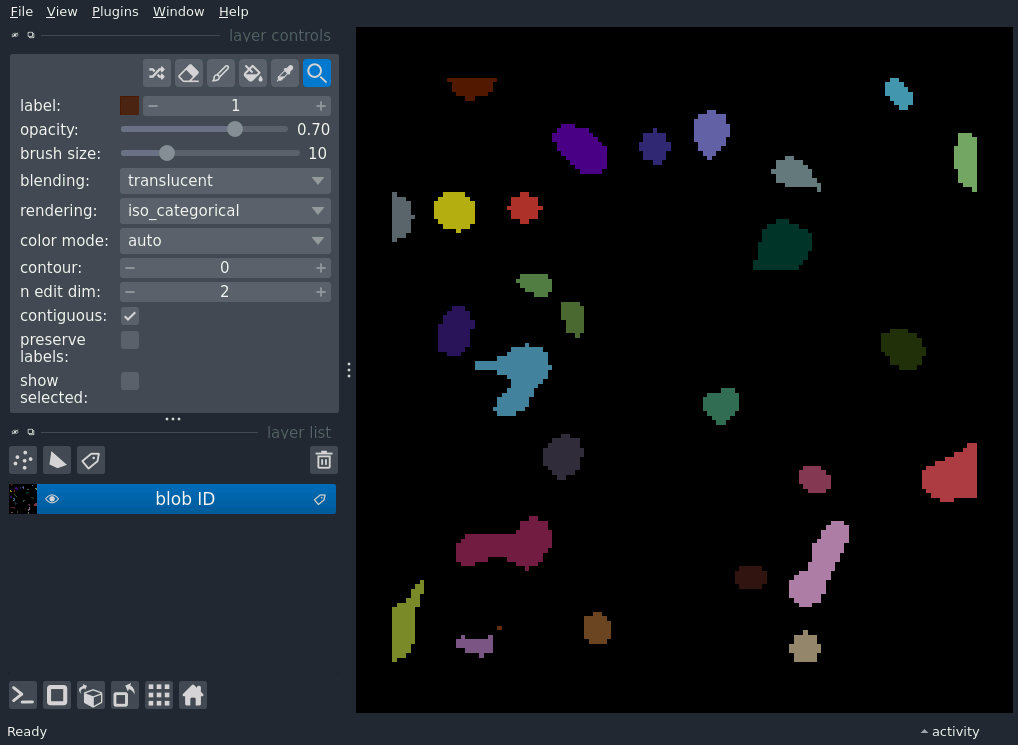 File View Plugins Window Help
layer controls
label: 1
opacity: 0.70
brush size: 10
blending: translucent
rendering: iso_categorical
color mode: auto
contour: 0
n edit dim: 2
contiguous:
preserve
labels:
show
selected:
layer list
blob ID
Ready
activity